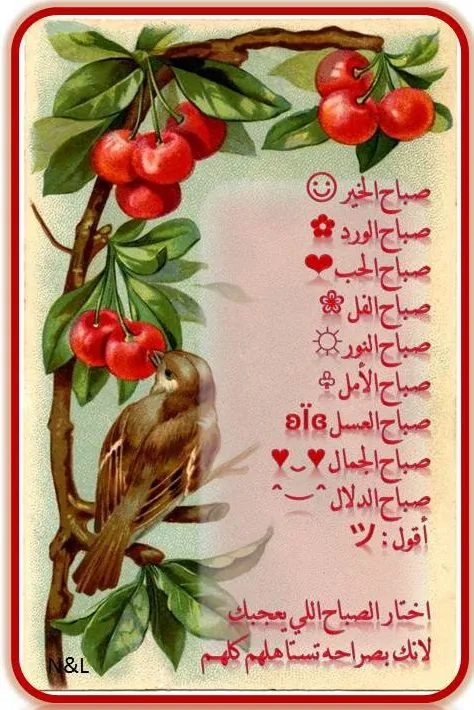 صباح الخير ☺
صباح الورد ✿
صباح الحب ❤
صباح الفل ❀
صباح النور ☼
صباح الأمل ♧
صباح العسل ʚÏɞ
صباح الجمال ♥‿♥
صباح الدلال ^‿^
أقول : ツ
اختار الصباح اللي يعجبك
لانك بصراحه تستاهلهم كلهم
N&L